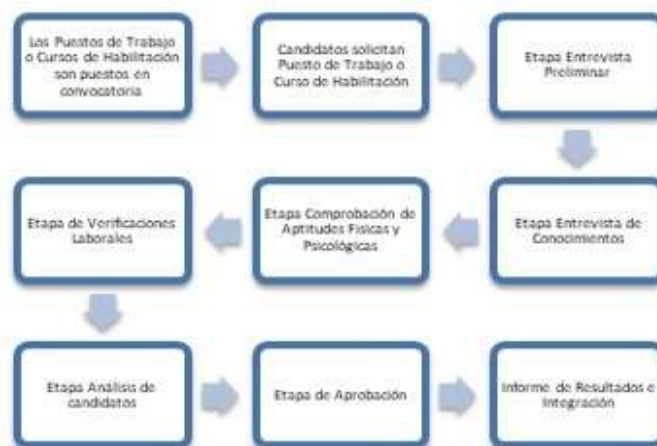 Los Puestos de Trabajo
o Cursos de Habilitación
son puestos en
convocatoria
Candidatos solicitan
Puesto de Trabajo o
Curso de Habilitación
Etapa Entrevista
Preliminar
Etapa Entrevista de
Conocimientos
Etapa Comprobación de
Aptitudes Físicas y
Psicológicas
Etapa de Verificaciones
Laborales
Etapa Análisis de
candidatos
Etapa de Aprobación
Informe de Resultados e
Integración